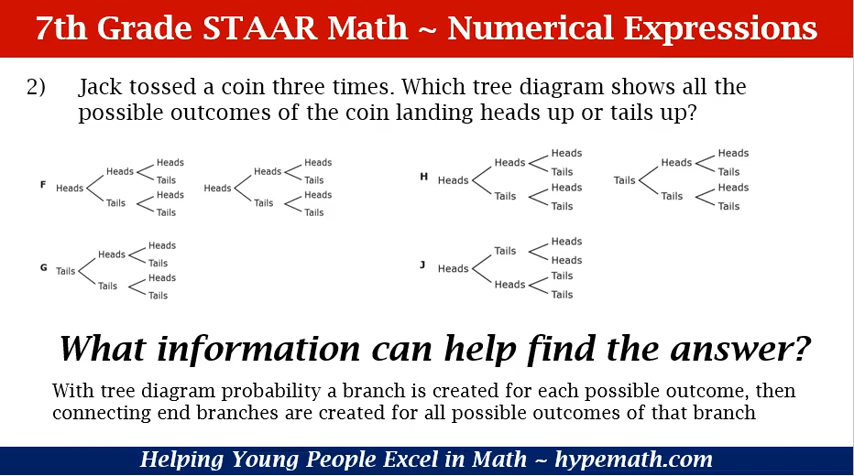 7th Grade STAAR Math ~ Numerical Expressions
2) Jack tossed a coin three times. Which tree diagram shows all the
possible outcomes of the coin landing heads up or tails up?
F Heads Heads Heads
Tails
Tails Heads
Tails
Heads Heads Heads
Tails
Tails Heads
Tails
G Tails Heads Heads
Tails
Tails Heads
Tails
H Heads Heads Heads
Tails
Tails Heads
Tails
Tails Heads Heads
Tails
Tails Heads
Tails
J Heads Tails Heads
Heads
Heads Tails
Tails
What information can help find the answer?
With tree diagram probability a branch is created for each possible outcome, then
connecting end branches are created for all possible outcomes of that branch
Helping Young People Excel in Math ~ hypemath.com